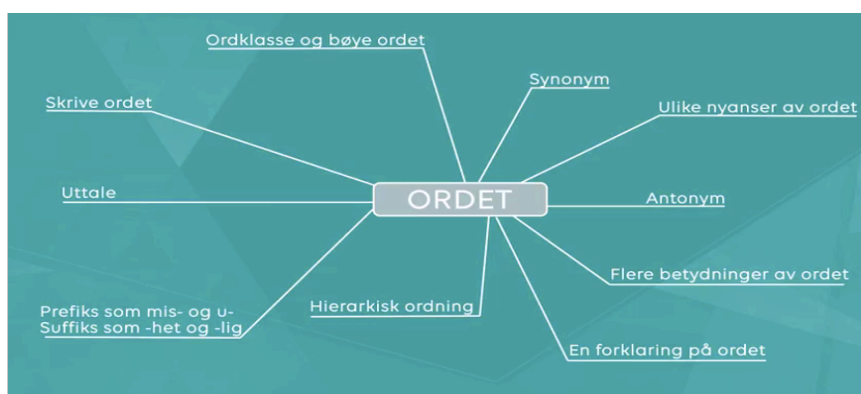 Ordklasse og bøye ordet
Synonym
Skrive ordet
Ulike nyanser av ordet
Uttale
ORDET
Antonym
Flere betydninger av ordet
Prefiks som mis- og u-
Suffiks som -het og -lig
Hierarkisk ordning
En forklaring på ordet